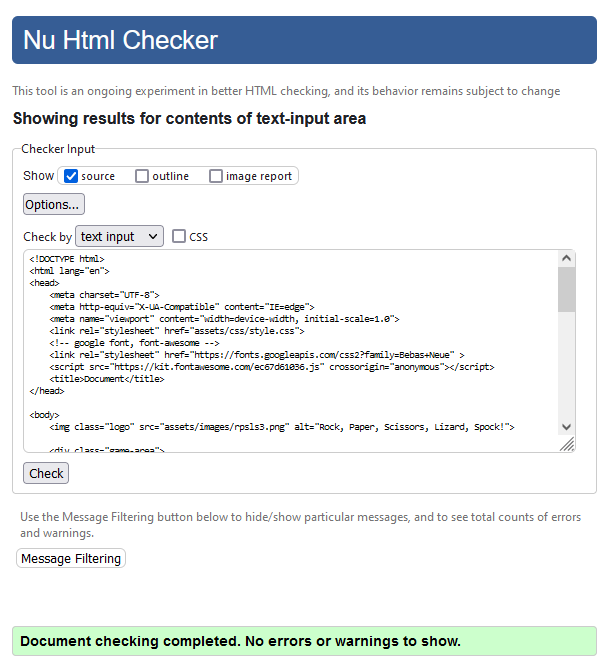 Nu Html Checker
This tool is an ongoing experiment in better HTML checking, and its behavior remains subject to change
Showing results for contents of text-input area
Checker Input
Show source outline image report
Options...
Check by text input CSS
<!DOCTYPE html>
<html lang="en">
<head>
    <meta charset="UTF-8">
    <meta http-equiv="X-UA-Compatible" content="IE=edge">
    <meta name="viewport" content="width=device-width, initial-scale=1.0">
    <link rel="stylesheet" href="assets/css/style.css">
    <!-- google font, font-awesome -->
    <link rel="stylesheet" href="https://fonts.googleapis.com/css2?family=Bebas+Neue" >
    <script src="https://kit.fontawesome.com/ec67d61036.js" crossorigin="anonymous"></script>
    <title>Document</title>
</head>
<body>
    <img class="logo" src="assets/images/rpsls3.png" alt="Rock, Paper, Scissors, Lizard, Spock!">
    <div class="game-area">
Check
Use the Message Filtering button below to hide/show particular messages, and to see total counts of errors
and warnings.
Message Filtering
Document checking completed. No errors or warnings to show.